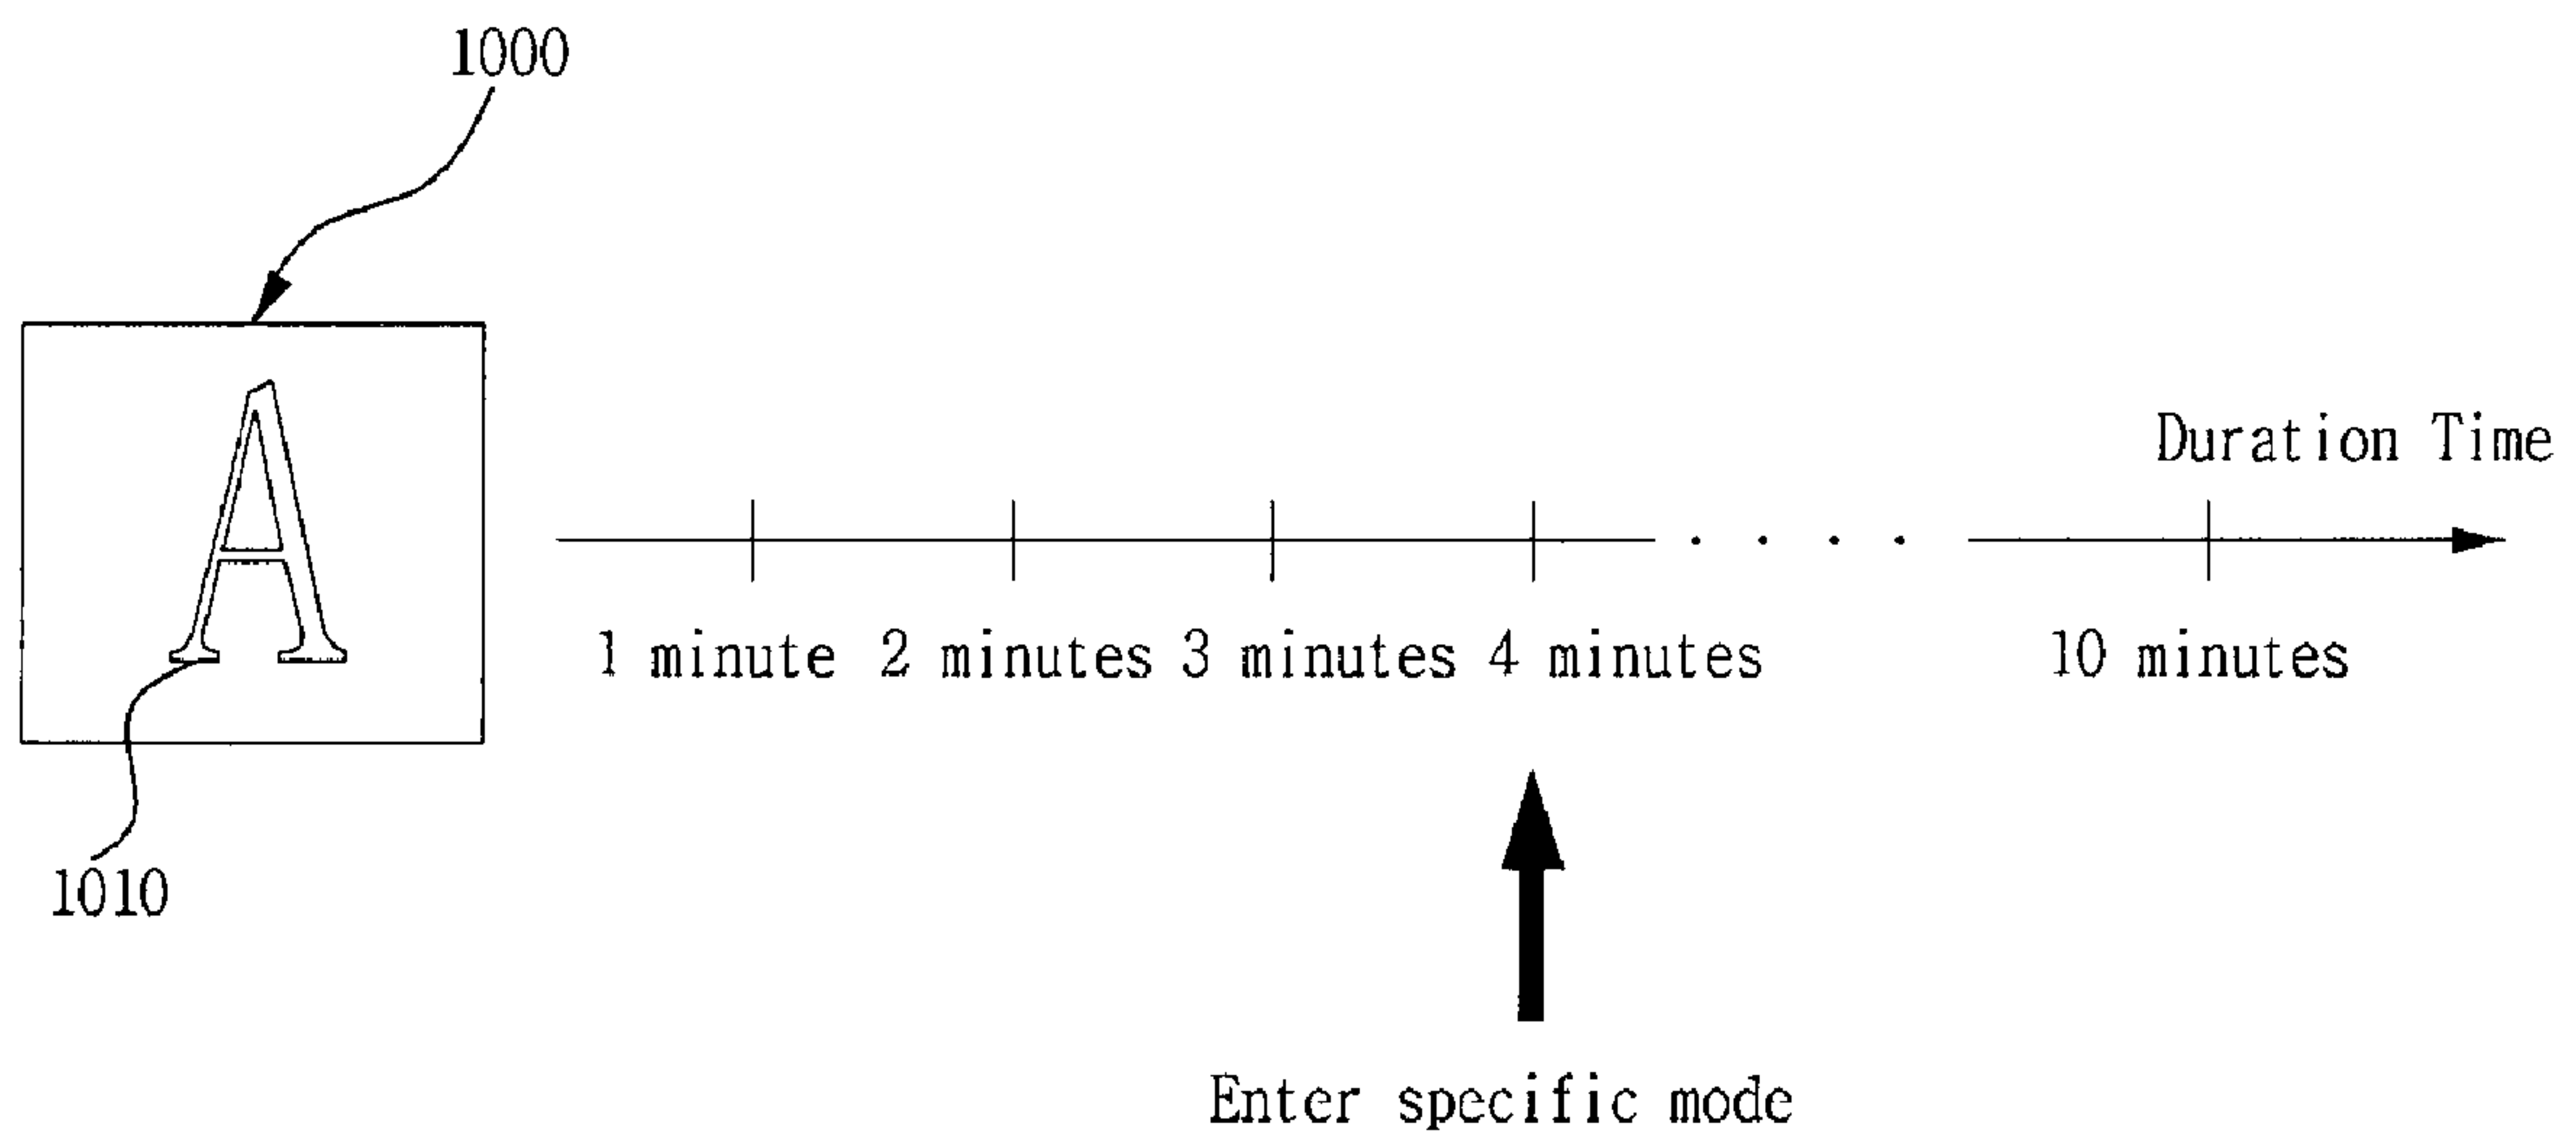 1000
A
Duration Time
1 minute 2 minutes 3 minutes 4 minutes 10 minutes
1010
Enter specific mode